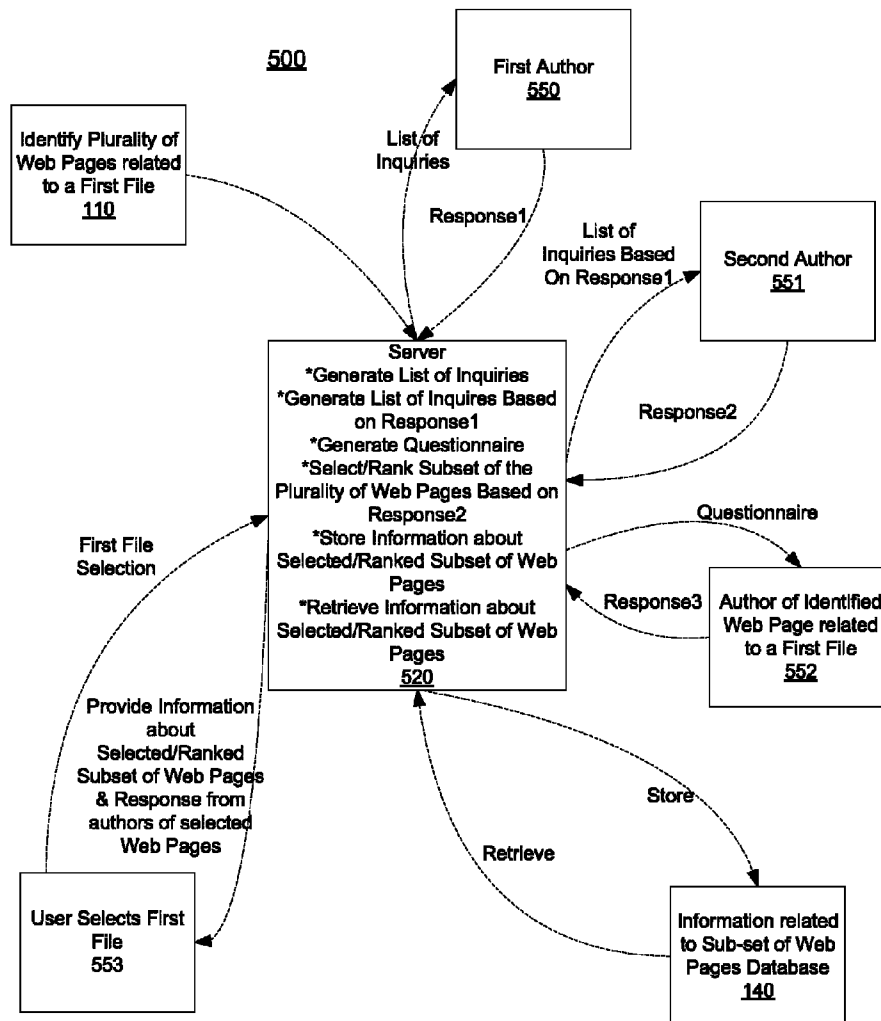 500
First Author
550
Identify Plurality of
Web Pages related
to a First File
110
List of
Inquiries
Response1
List of
Inquiries Based
On Response1
Second Author
551
Response2
Server
*Generate List of Inquiries
*Generate List of Inquires Based
on Response1
*Generate Questionnaire
*Select/Rank Subset of the
Plurality of Web Pages Based on
Response2
*Store Information about
Selected/Ranked Subset of Web
Pages
*Retrieve Information about
Selected/Ranked Subset of Web
Pages
520
Questionnaire
Response3
Author of Identified
Web Page related
to a First File
552
First File
Selection
Provide Information
about
Selected/Ranked
Subset of Web Pages
& Response from
authors of selected
Web Pages
Store
Retrieve
User Selects First
File
553
Information related
to Sub-set of Web
Pages Database
140